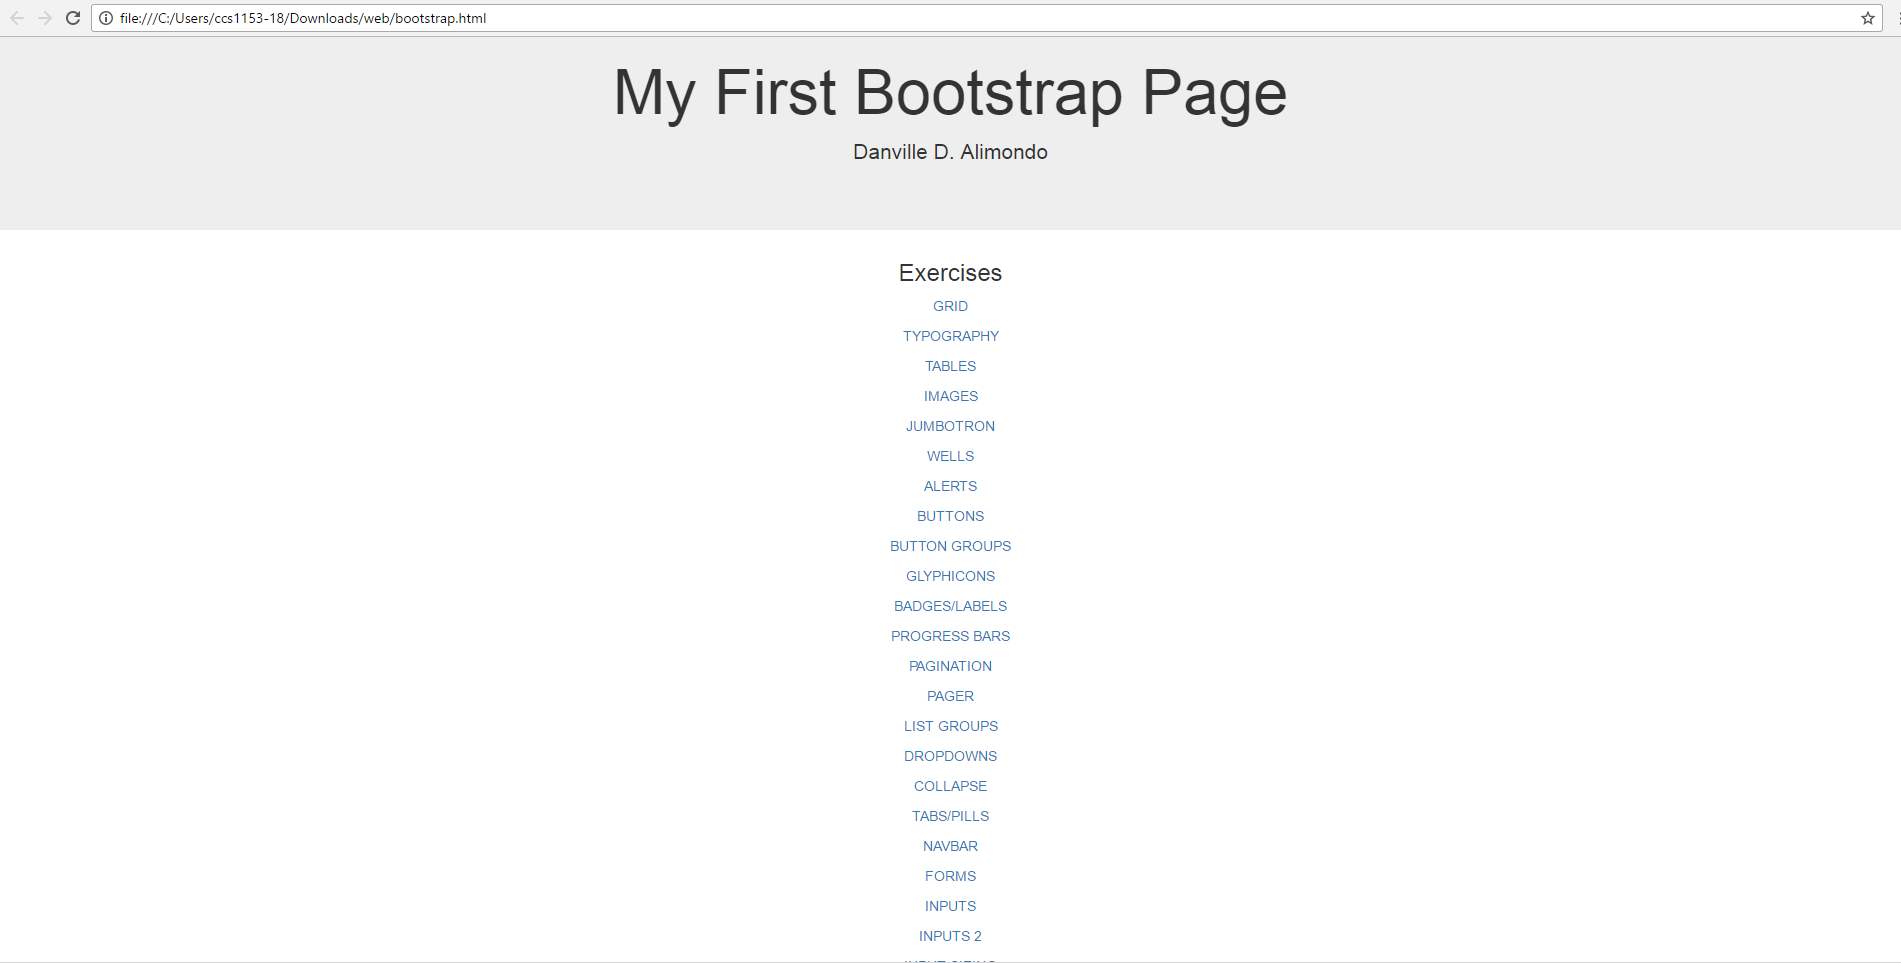 file:///C:/Users/ccs1153-18/Downloads/web/bootstrap.html
My First Bootstrap Page
Danville D. Alimondo
Exercises
GRID
TYPOGRAPHY
TABLES
IMAGES
JUMBOTRON
WELLS
ALERTS
BUTTONS
BUTTON GROUPS
GLYPHICONS
BADGES/LABELS
PROGRESS BARS
PAGINATION
PAGER
LIST GROUPS
DROPDOWNS
COLLAPSE
TABS/PILLS
NAVBAR
FORMS
INPUTS
INPUTS 2